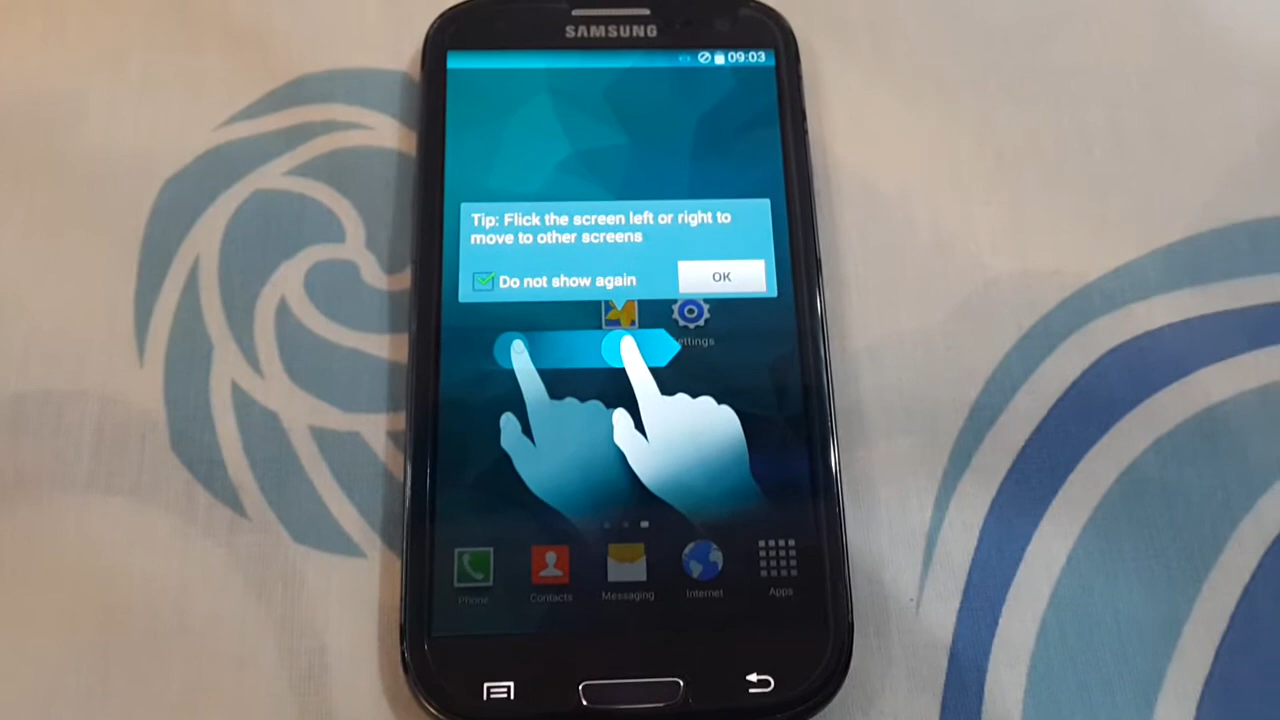 SAMSUNG
09:03
Tip: Flick the screen left or right to
move to other screens
Do not show again
OK
ettings
Phone
Contacts
Messaging
Internet
Apps